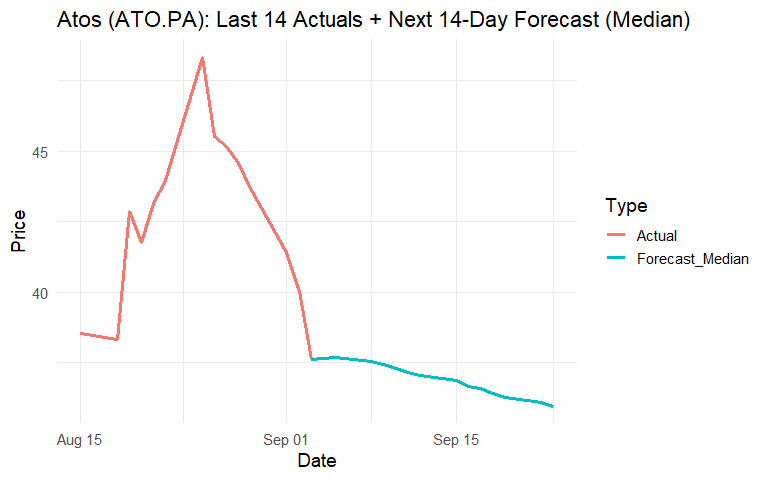 Atos (ATO.PA): Last 14 Actuals + Next 14-Day Forecast (Median)
45
40
Price
Aug 15
Sep 01
Sep 15
Date
Type
Actual
Forecast_Median